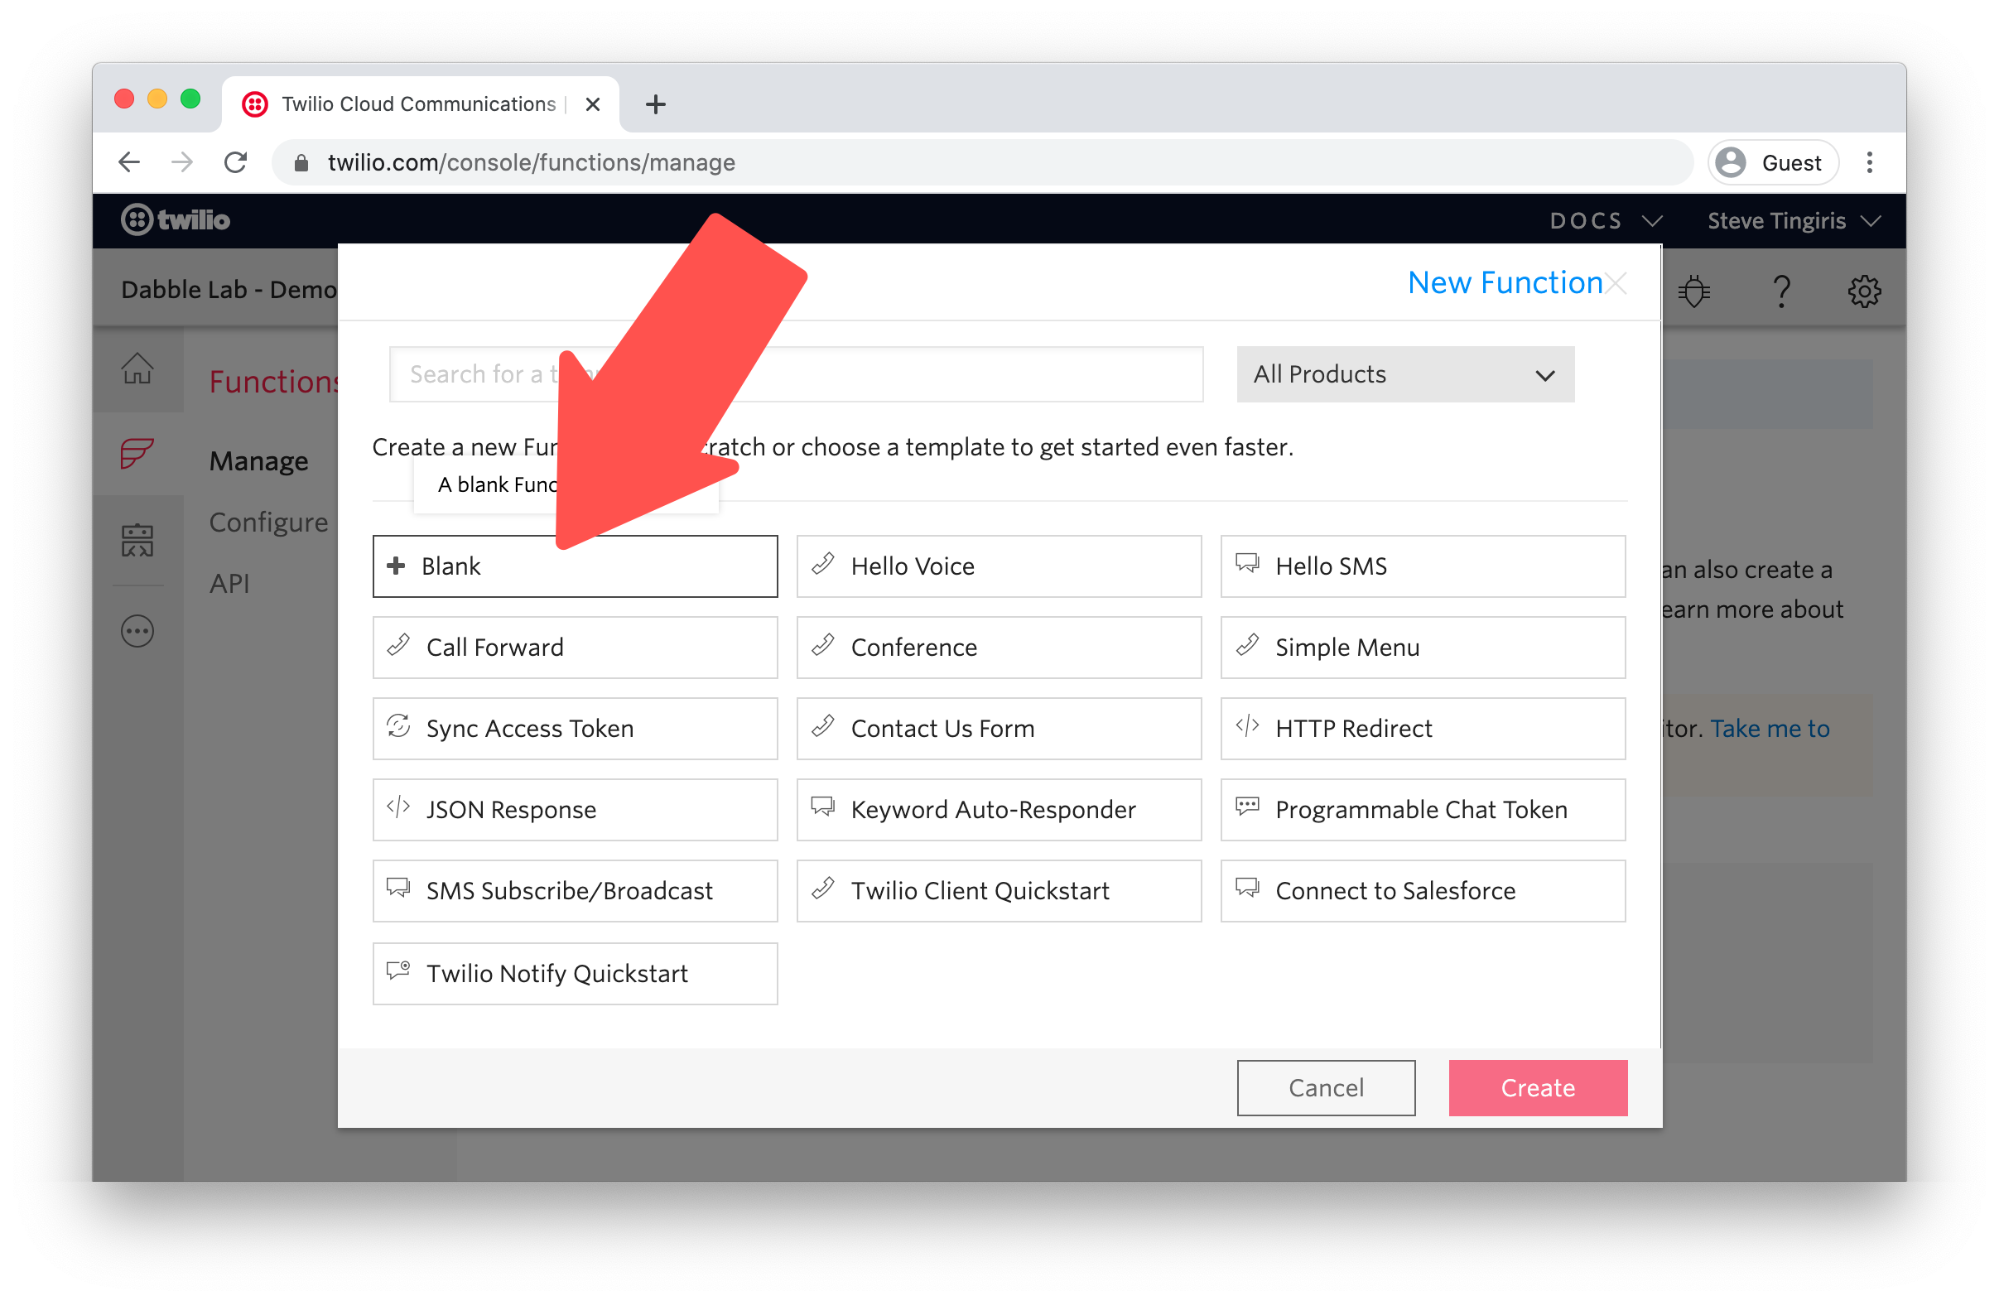 Twilio Cloud Communications |
twilio.com/console/functions/manage
Guest
twilio
DOCS
Steve Tingiris
Dabble Lab - Demo
New Function
Functions
Search for a t
All Products
Manage
Create a new Fun ratch or choose a template to get started even faster.
A blank Func
Configure
API
Blank
Hello Voice
Hello SMS
an also create a
earn more about
Call Forward
Conference
Simple Menu
Sync Access Token
Contact Us Form
HTTP Redirect
itor. Take me to
JSON Response
Keyword Auto-Responder
Programmable Chat Token
SMS Subscribe/Broadcast
Twilio Client Quickstart
Connect to Salesforce
Twilio Notify Quickstart
Cancel
Create